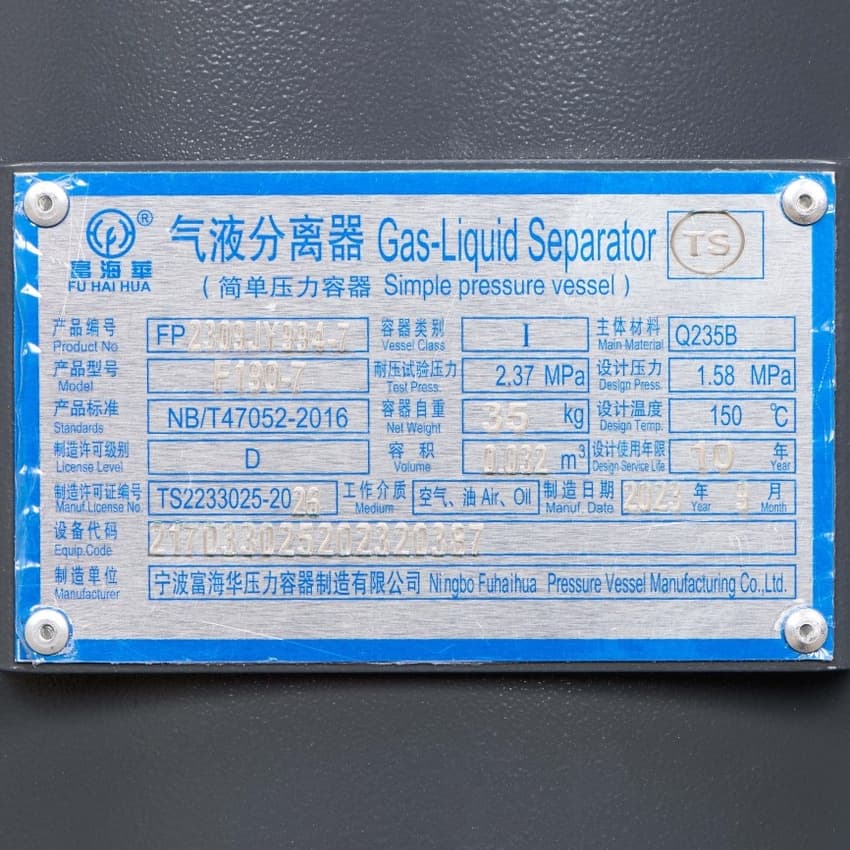 ® 气液分离器 Gas-Liquid Separator TS
富海华
FU HAI HUA
(简单压力容器 Simple pressure vessel)
产品编号 FP2309JY994-7 容器类别 I 主体材料 Q235B
Product No Vessel Class Main Material
产品型号 F190-7 耐压试验压力 2.37 MPa 设计压力 1.58 MPa
Model Test Press. Design Press.
产品标准 NB/T47052-2016 容器自重 35 kg 设计温度 150 ℃
Standards Net Weight Design Temp.
制造许可级别 D 容积 0.032 m³ 设计使用年限 10 年
License Level Volume Design Service Life Year
制造许可证编号 TS2233025-2026 工作介质 空气、油 Air、Oil 制造日期 2023 年 9 月
Manuf.License No. Medium Manuf. Date Year Month
设备代码 217033025202320387
Equip.Code
制造单位 宁波富海华压力容器制造有限公司 Ningbo Fuhaihua Pressure Vessel Manufacturing Co.,Ltd.
Manufacturer